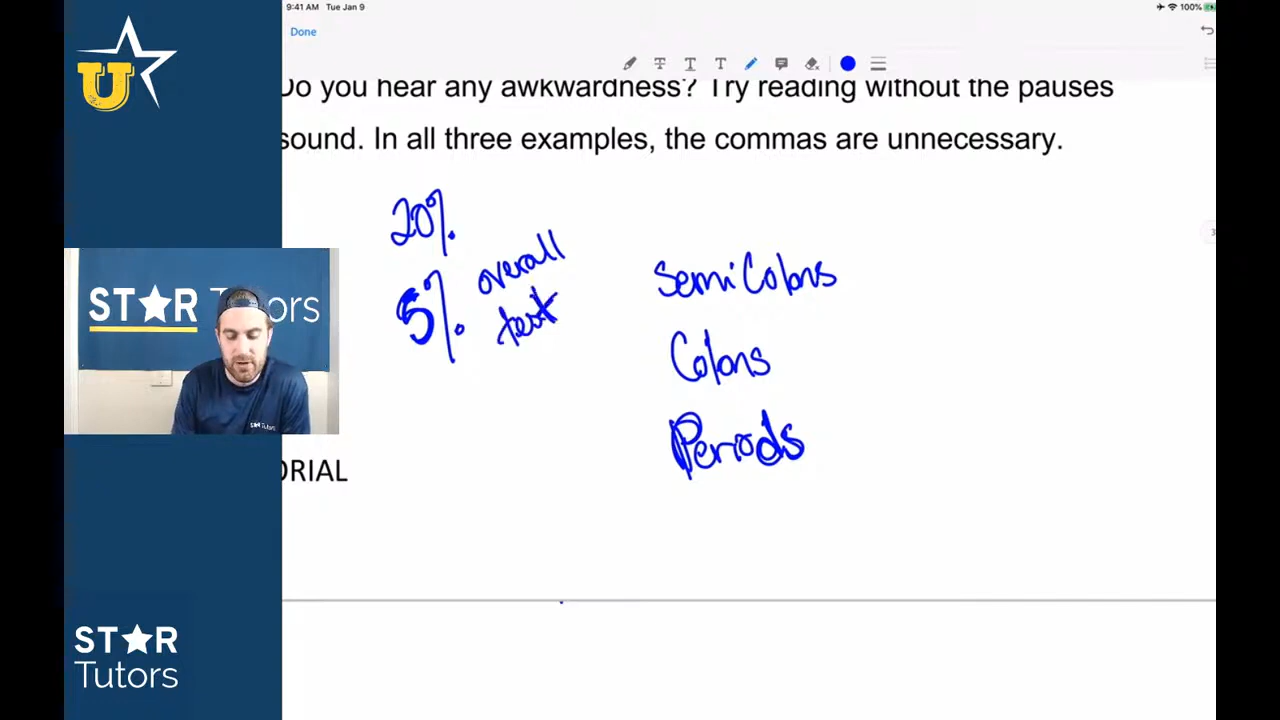 9:41 AM Tue Jan 9
100%
Done
Do you hear any awkwardness? Try reading without the pauses
sound. In all three examples, the commas are unnecessary.
20%
5% overall
test
SemiColons
Colons
Periods
ORIAL
U
STAR Tutors
STAR
Tutors